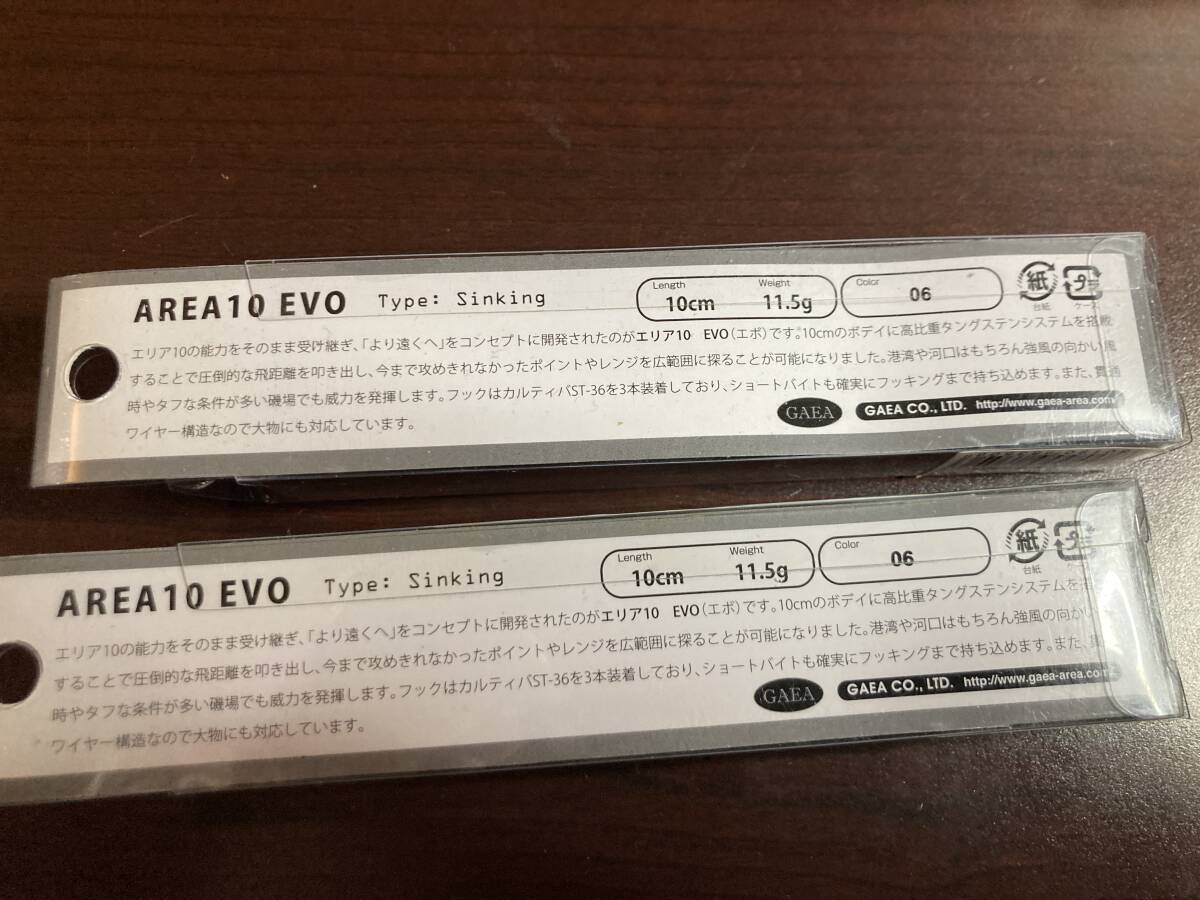 AREA10 EVO Type: Sinking
Length 10cm Weight 11.5g
Color 06
紙
台紙
プラ
ケース
エリア10の能力をそのまま受け継ぎ、「より遠くへ」をコンセプトに開発されたのがエリア10 EVO(エボ)です。10cmのボデイに高比重タングステンシステムを搭載
することで圧倒的な飛距離を叩き出し、今まで攻めきれなかったポイントやレンジを広範囲に探ることが可能になりました。港湾や河口はもちろん強風の向かい風
時やタフな条件が多い磯場でも威力を発揮します。フックはカルティバST-36を3本装着しており、ショートバイトも確実にフッキングまで持ち込めます。また、貫通
ワイヤー構造なので大物にも対応しています。
GAEA GAEA CO., LTD. http://www.gaea-area.com
AREA10 EVO Type: Sinking
Length 10cm Weight 11.5g
Color 06
紙
台紙
エリア10の能力をそのまま受け継ぎ、「より遠くへ」をコンセプトに開発されたのがエリア10 EVO(エボ)です。10cmのボデイに高比重タングステンシステムを
することで圧倒的な飛距離を叩き出し、今まで攻めきれなかったポイントやレンジを広範囲に探ることが可能になりました。港湾や河口はもちろん強風の向かい
時やタフな条件が多い磯場でも威力を発揮します。フックはカルティバST-36を3本装着しており、ショートバイトも確実にフッキングまで持ち込めます。また、
ワイヤー構造なので大物にも対応しています。
GAEA GAEA CO., LTD. http://www.gaea-area.com